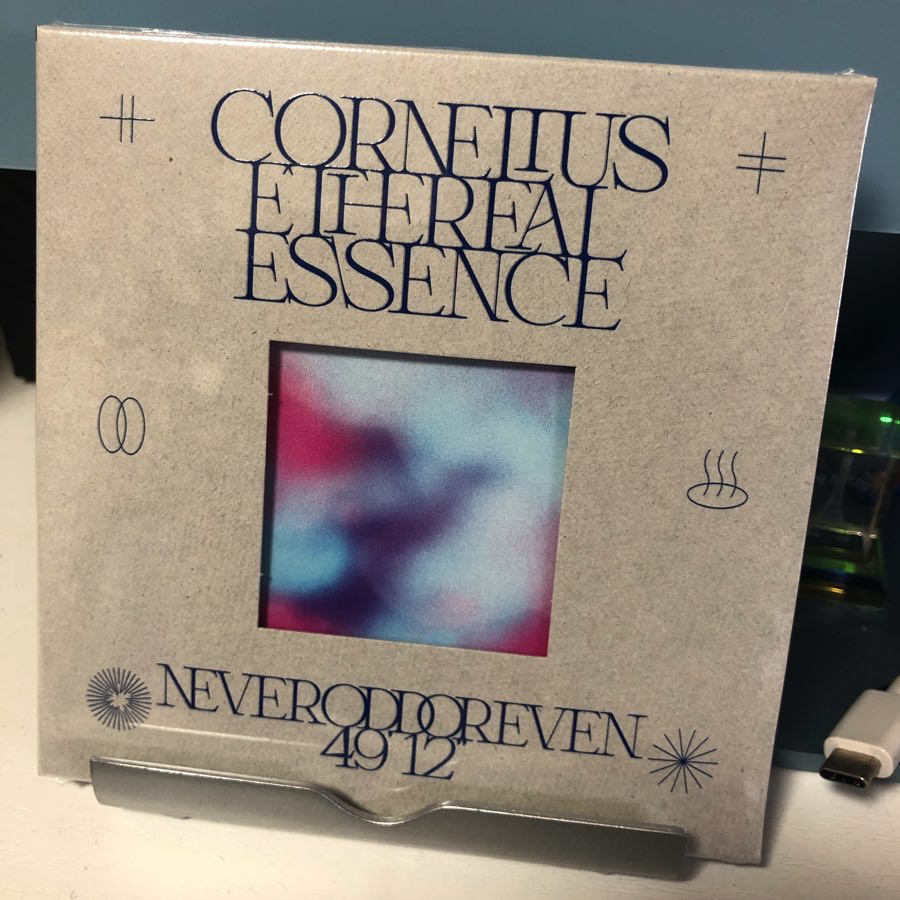 CORNELIUS
ETHEREAL
ESSENCE
NEVERODDOREVEN
49'12"